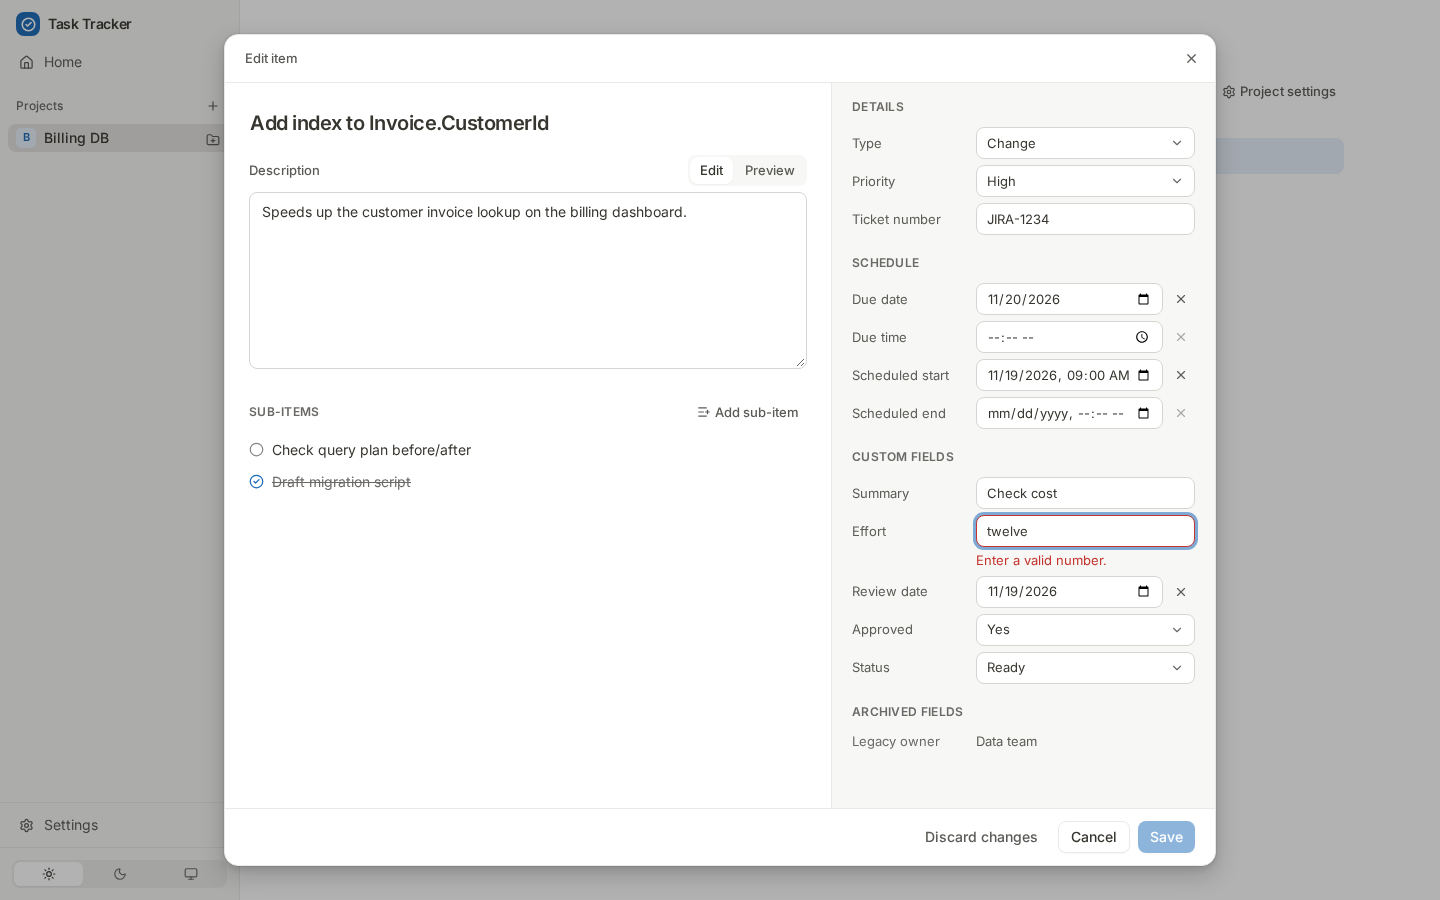 Task Tracker
Home
Projects
B Billing DB
Settings
Project settings
Edit item
Add index to Invoice.CustomerId
Description
Edit Preview
Speeds up the customer invoice lookup on the billing dashboard.
SUB-ITEMS
Add sub-item
Check query plan before/after
Draft migration script
DETAILS
Type Change
Priority High
Ticket number JIRA-1234
SCHEDULE
Due date 11/20/2026
Due time --:-- --
Scheduled start 11/19/2026, 09:00 AM
Scheduled end mm/dd/yyyy, --:-- --
CUSTOM FIELDS
Summary Check cost
Effort twelve
Enter a valid number.
Review date 11/19/2026
Approved Yes
Status Ready
ARCHIVED FIELDS
Legacy owner Data team
Discard changes Cancel Save